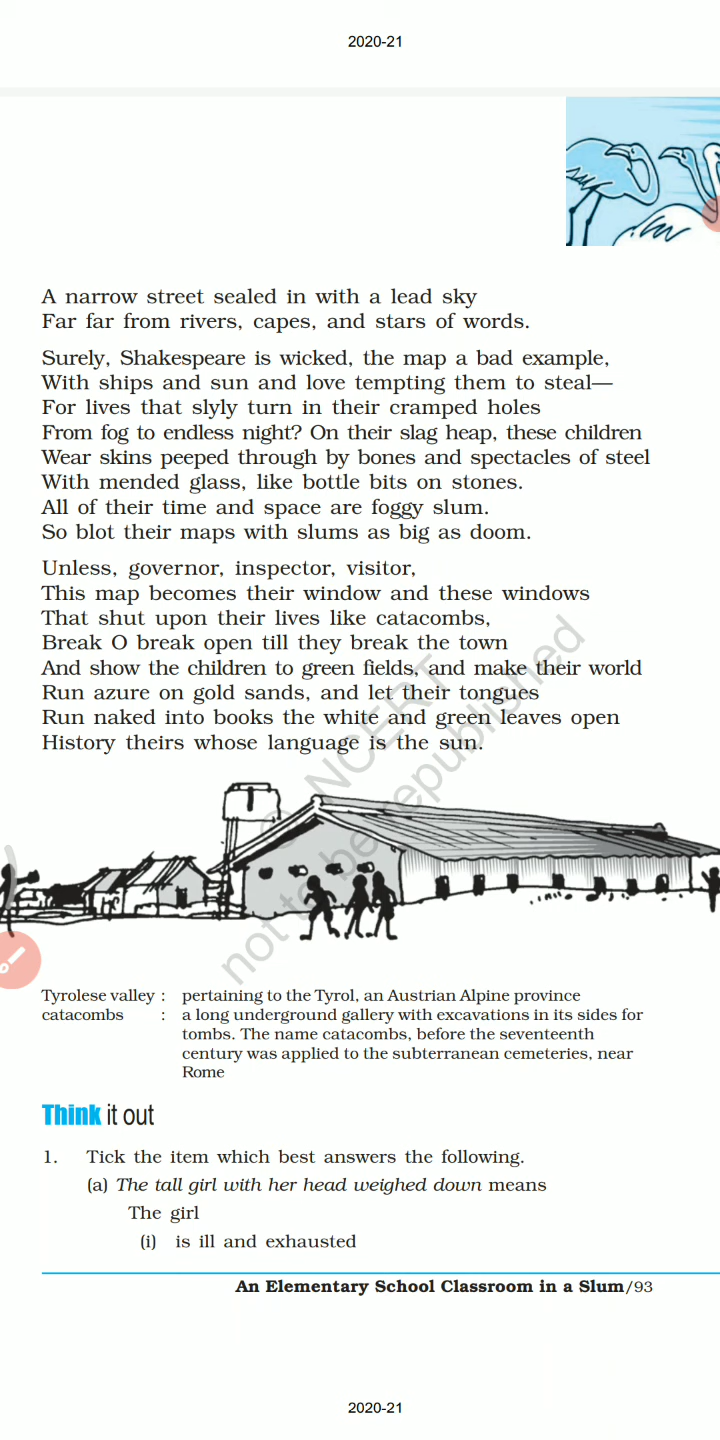 2020-21
A narrow street sealed in with a lead sky
Far far from rivers, capes, and stars of words.
Surely, Shakespeare is wicked, the map a bad example,
With ships and sun and love tempting them to steal—
For lives that slyly turn in their cramped holes
From fog to endless night? On their slag heap, these children
Wear skins peeped through by bones and spectacles of steel
With mended glass, like bottle bits on stones.
All of their time and space are foggy slum.
So blot their maps with slums as big as doom.
Unless, governor, inspector, visitor,
This map becomes their window and these windows
That shut upon their lives like catacombs,
Break O break open till they break the town
And show the children to green fields, and make their world
Run azure on gold sands, and let their tongues
Run naked into books the white and green leaves open
History theirs whose language is the sun.
© NCERT
not to be republished
Tyrolese valley : pertaining to the Tyrol, an Austrian Alpine province
catacombs : a long underground gallery with excavations in its sides for
tombs. The name catacombs, before the seventeenth
century was applied to the subterranean cemeteries, near
Rome
Think it out
1. Tick the item which best answers the following.
(a) The tall girl with her head weighed down means
The girl
(i) is ill and exhausted
An Elementary School Classroom in a Slum/93
2020-21